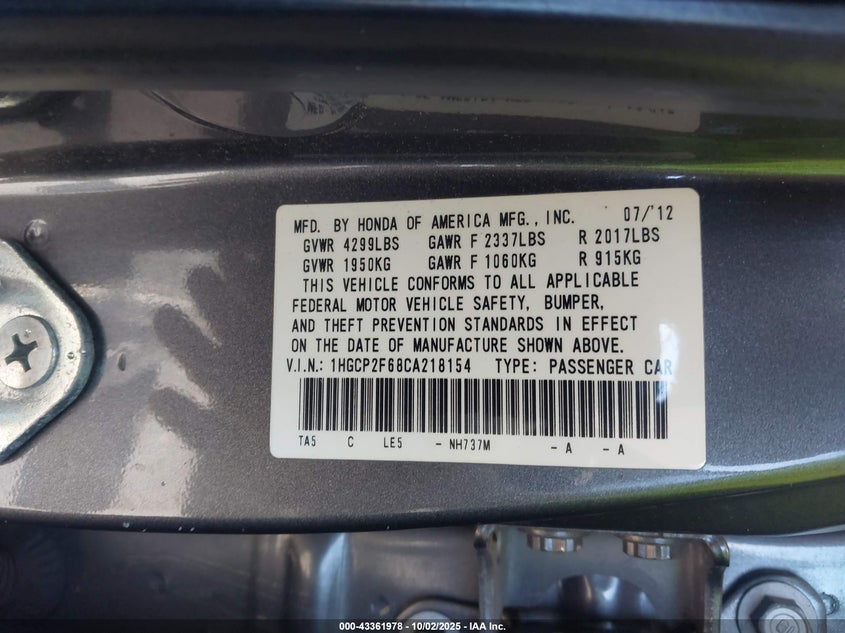 MFD. BY HONDA OF AMERICA MFG., INC. 07/'12
GVWR 4299LBS GAWR F 2337LBS R 2017LBS
GVWR 1950KG GAWR F 1060KG R 915KG
THIS VEHICLE CONFORMS TO ALL APPLICABLE
FEDERAL MOTOR VEHICLE SAFETY, BUMPER,
AND THEFT PREVENTION STANDARDS IN EFFECT
ON THE DATE OF MANUFACTURE SHOWN ABOVE.
V.I.N.: 1HGCP2F68CA218154 TYPE: PASSENGER CAR
TA5 C LE5 - NH737M - A - A
000-43361978 - 10/02/2025 - IAA Inc.